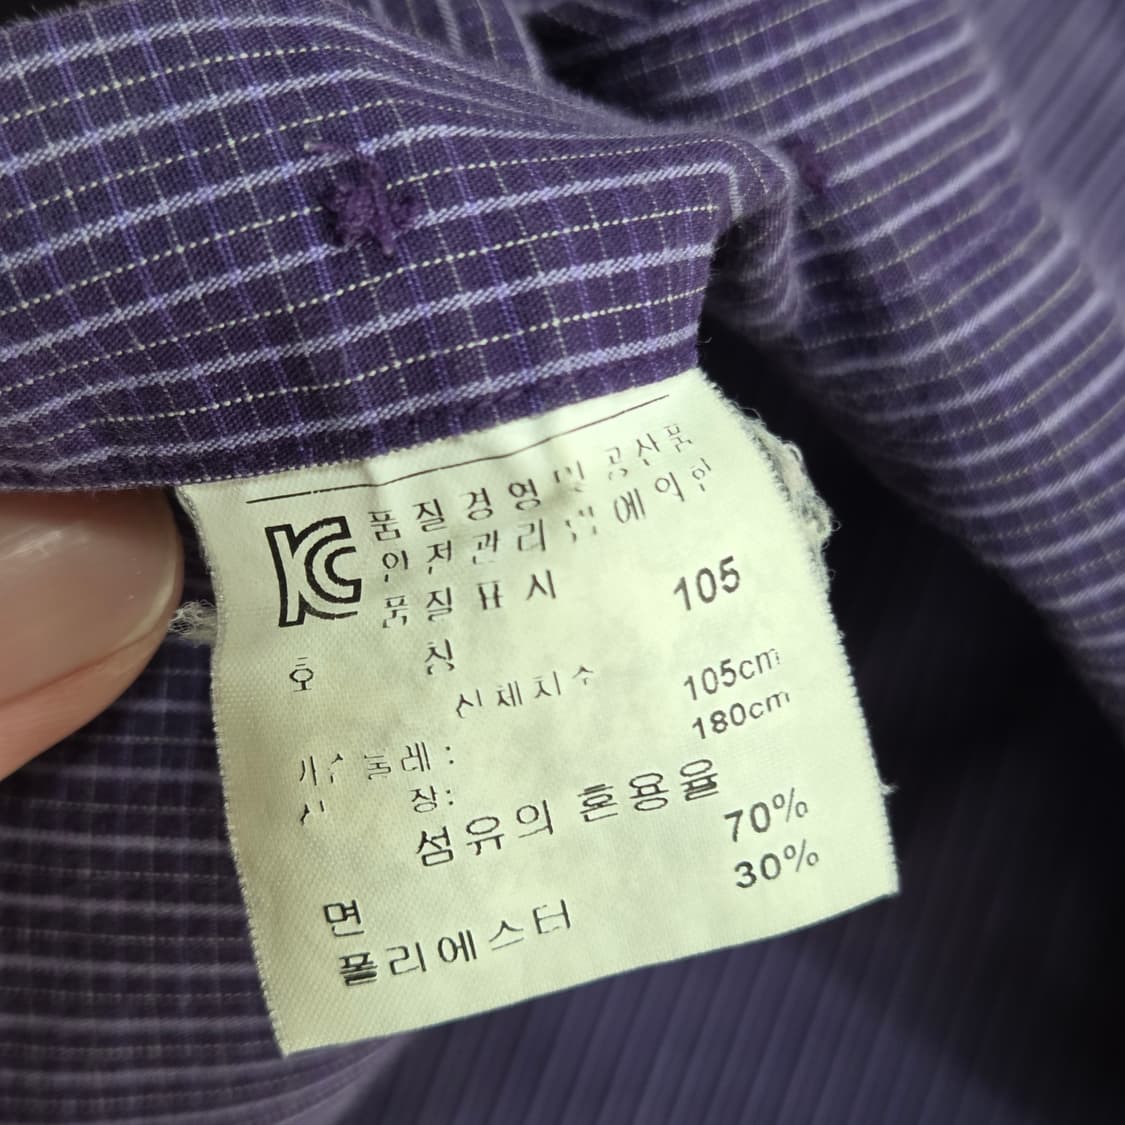 KC 품질경영 및 공산품
안전관리법에 의한
품질표시
호 칭 105
신체치수
가슴둘레 : 105cm
신 장: 180cm
섬유의 혼용율
면 70%
폴리에스터 30%